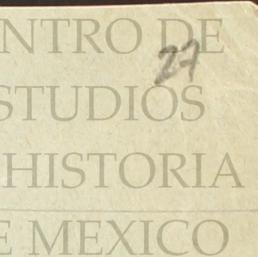 NTRO DE
27
STUDIOS
HISTORIA
E MEXICO